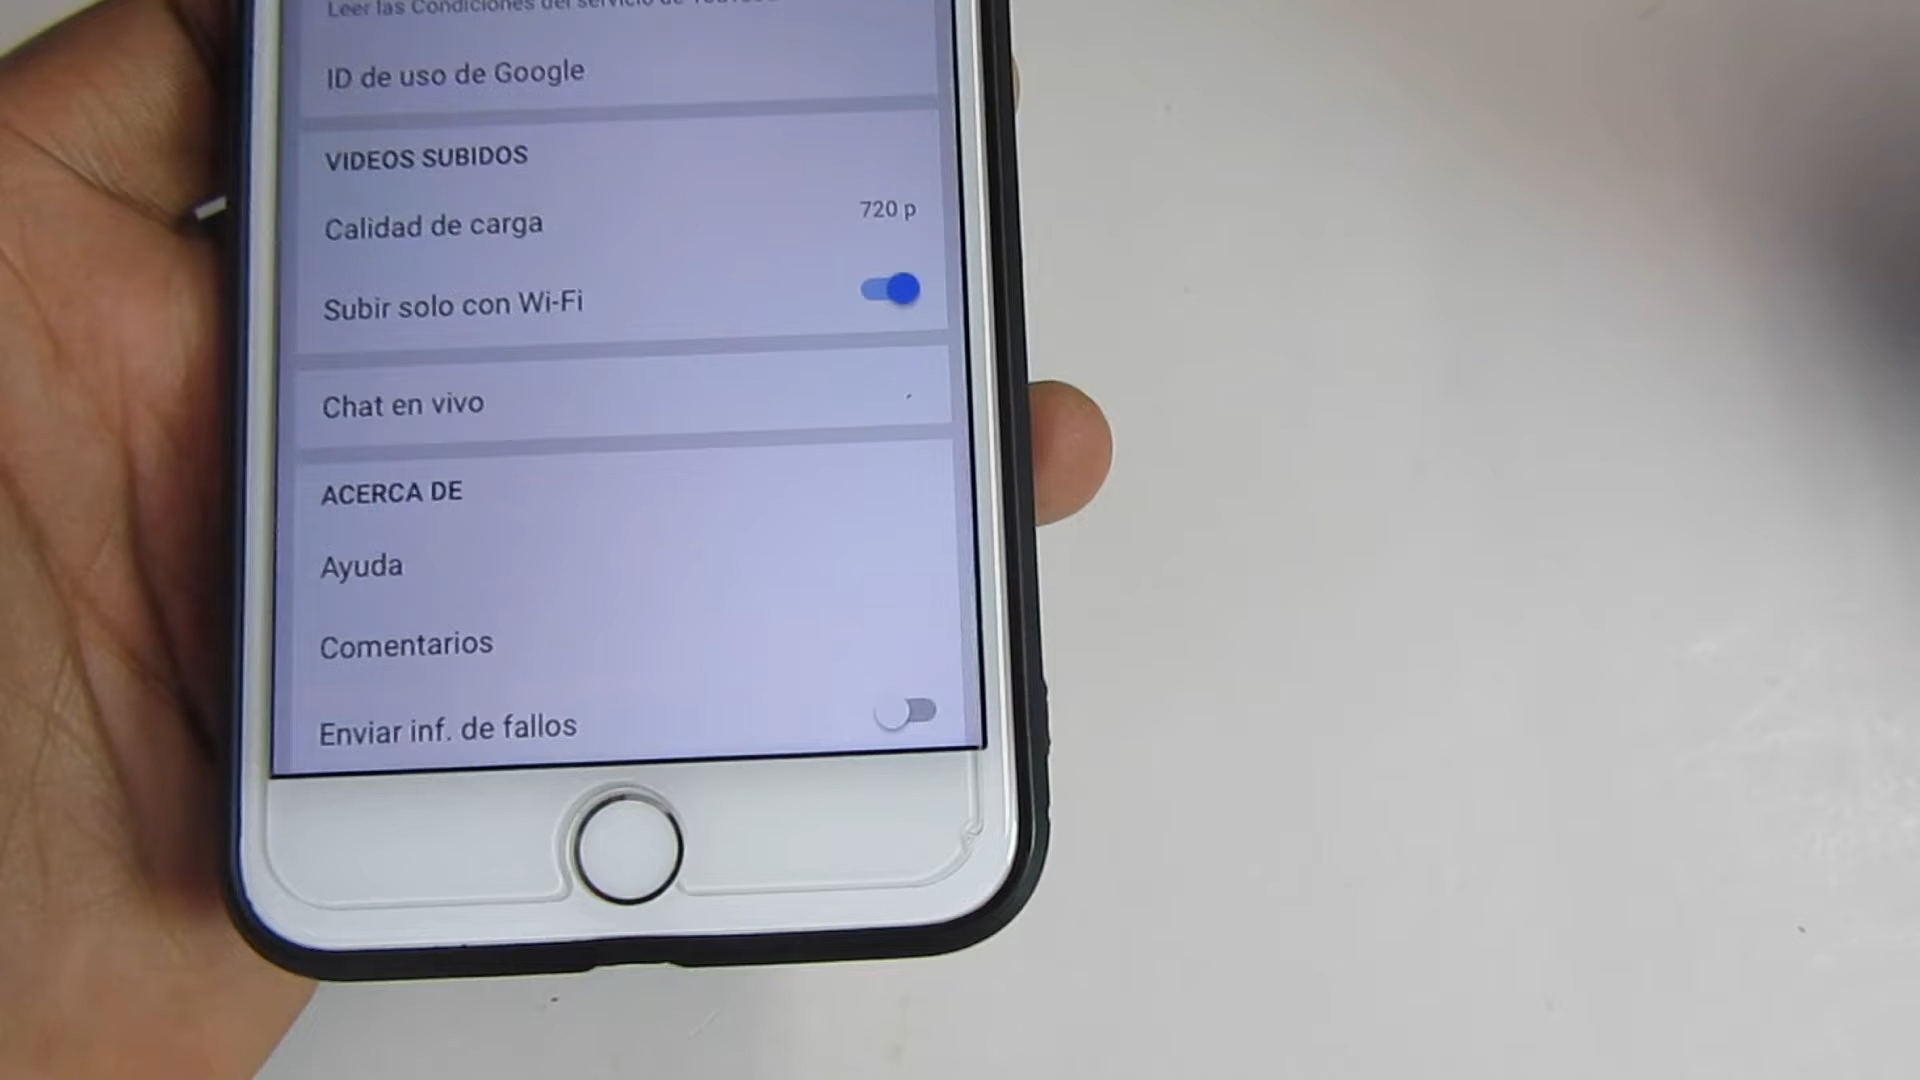 Leer las Condiciones del servicio de
ID de uso de Google
VIDEOS SUBIDOS
Calidad de carga
720 p
Subir solo con Wi-Fi
Chat en vivo
ACERCA DE
Ayuda
Comentarios
Enviar inf. de fallos